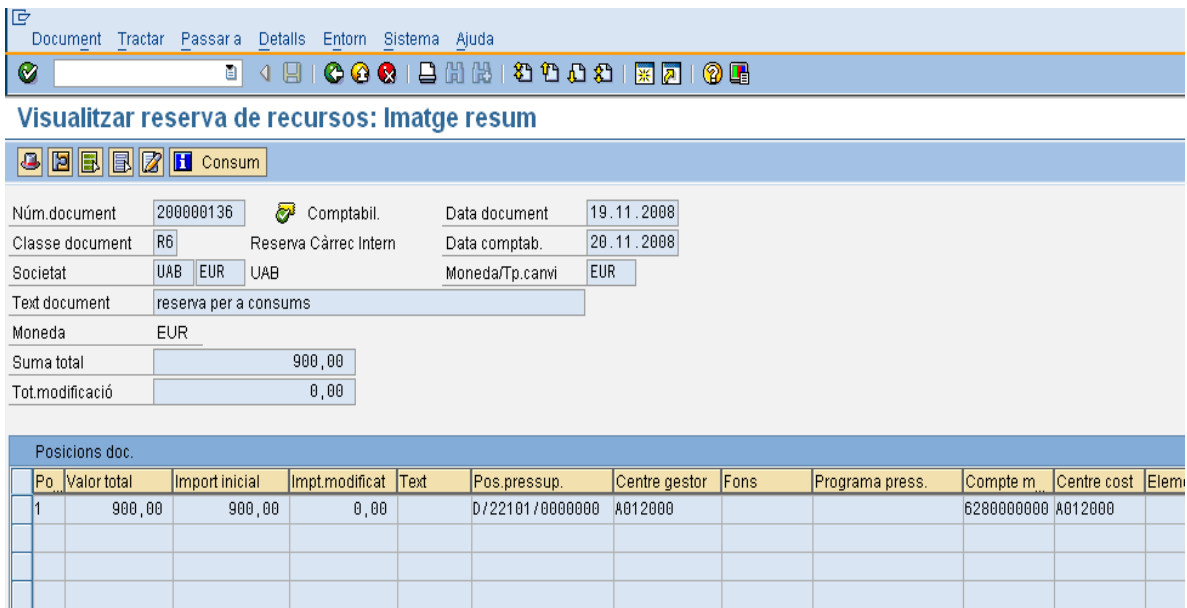 Document Tractar Passar a Detalls Entorn Sistema Ajuda
Visualitzar reserva de recursos: Imatge resum
Consum
Núm.document 200000136 Comptabil. Data document 19.11.2008
Classe document R6 Reserva Càrrec Intern Data comptab. 20.11.2008
Societat UAB EUR UAB Moneda/Tp.canvi EUR
Text document reserva per a consums
Moneda EUR
Suma total 900,00
Tot.modificació 0,00
Posicions doc.
Po... Valor total Import inicial Impt.modificat Text Pos.pressup. Centre gestor Fons Programa press. Compte m... Centre cost Eleme
1 900,00 900,00 0,00 D/22101/0000000 A012000 6280000000 A012000